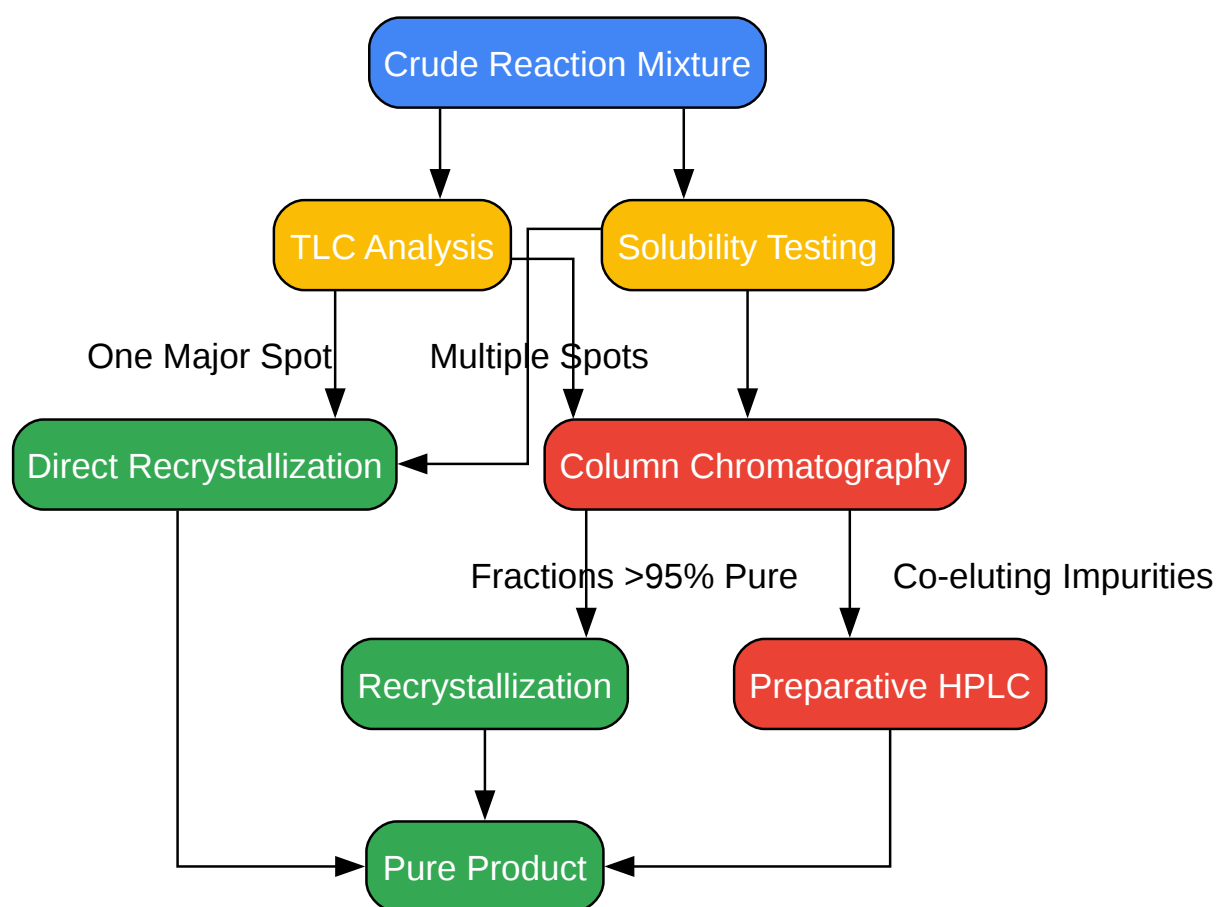 Crude Reaction Mixture
TLC Analysis
Solubility Testing
One Major Spot
Multiple Spots
Direct Recrystallization
Column Chromatography
Fractions >95% Pure
Co-eluting Impurities
Recrystallization
Preparative HPLC
Pure Product